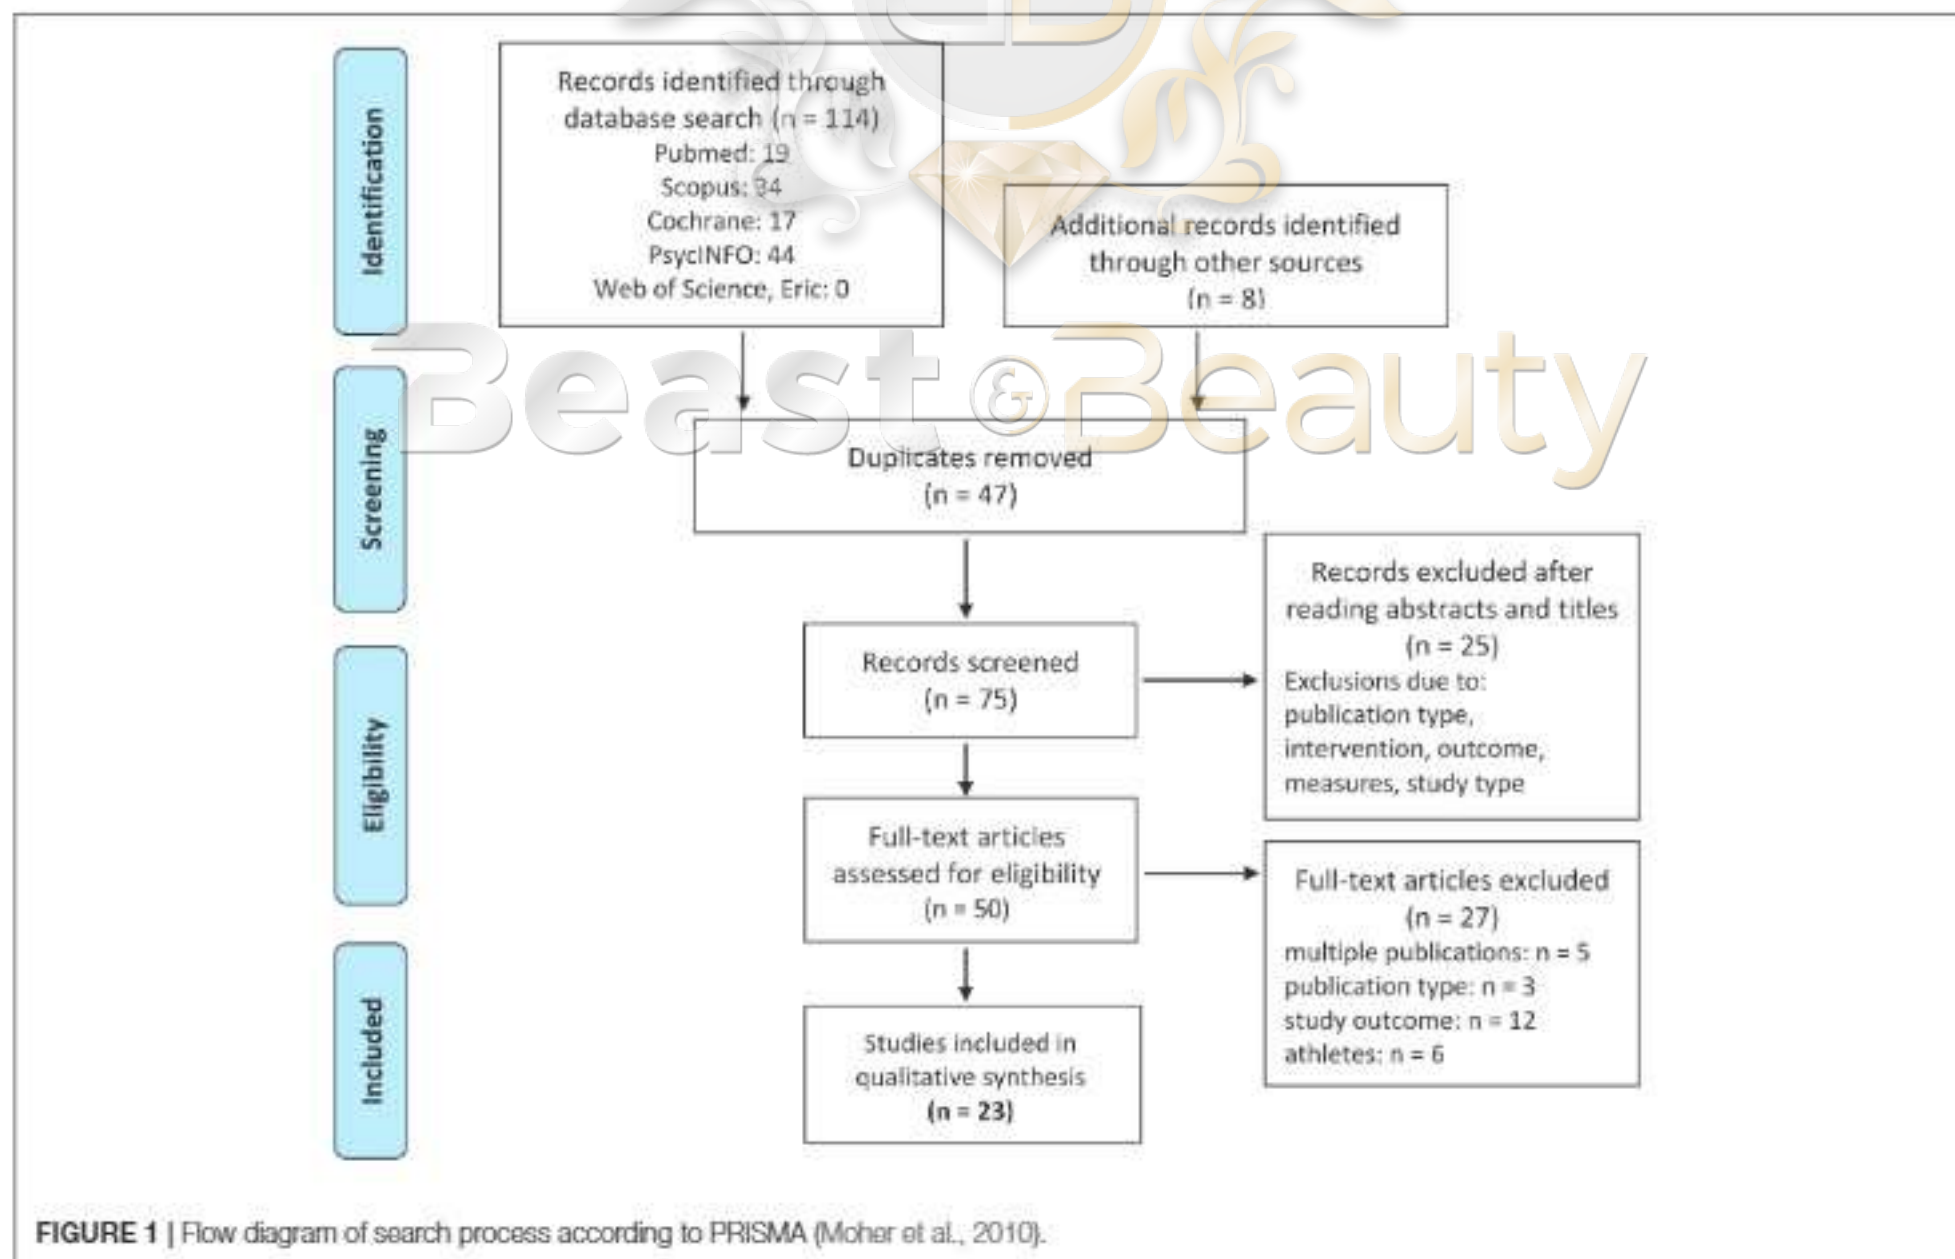 Identification
Records identified through
database search (n = 114)
Pubmed: 19
Scopus: 34
Cochrane: 17
PsycINFO: 44
Web of Science, Eric: 0
Additional records identified
through other sources
(n = 8)
Beast & Beauty
Screening
Duplicates removed
(n = 47)
Records screened
(n = 75)
Records excluded after
reading abstracts and titles
(n = 25)
Exclusions due to:
publication type,
intervention, outcome,
measures, study type
Eligibility
Full-text articles
assessed for eligibility
(n = 50)
Full-text articles excluded
(n = 27)
multiple publications: n = 5
publication type: n = 3
study outcome: n = 12
athletes: n = 6
Included
Studies included in
qualitative synthesis
(n = 23)
FIGURE 1 | Flow diagram of search process according to PRISMA (Moher et al., 2010).